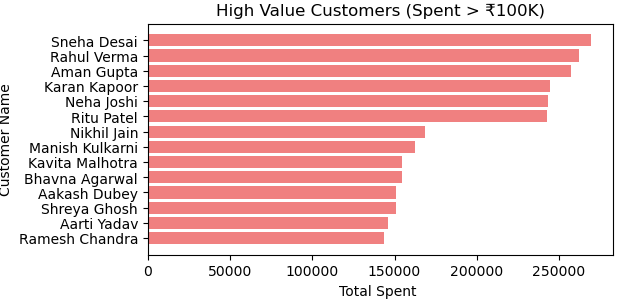 High Value Customers (Spent > ₹100K)
Customer Name
Sneha Desai
Rahul Verma
Aman Gupta
Karan Kapoor
Neha Joshi
Ritu Patel
Nikhil Jain
Manish Kulkarni
Kavita Malhotra
Bhavna Agarwal
Aakash Dubey
Shreya Ghosh
Aarti Yadav
Ramesh Chandra
0 50000 100000 150000 200000 250000
Total Spent